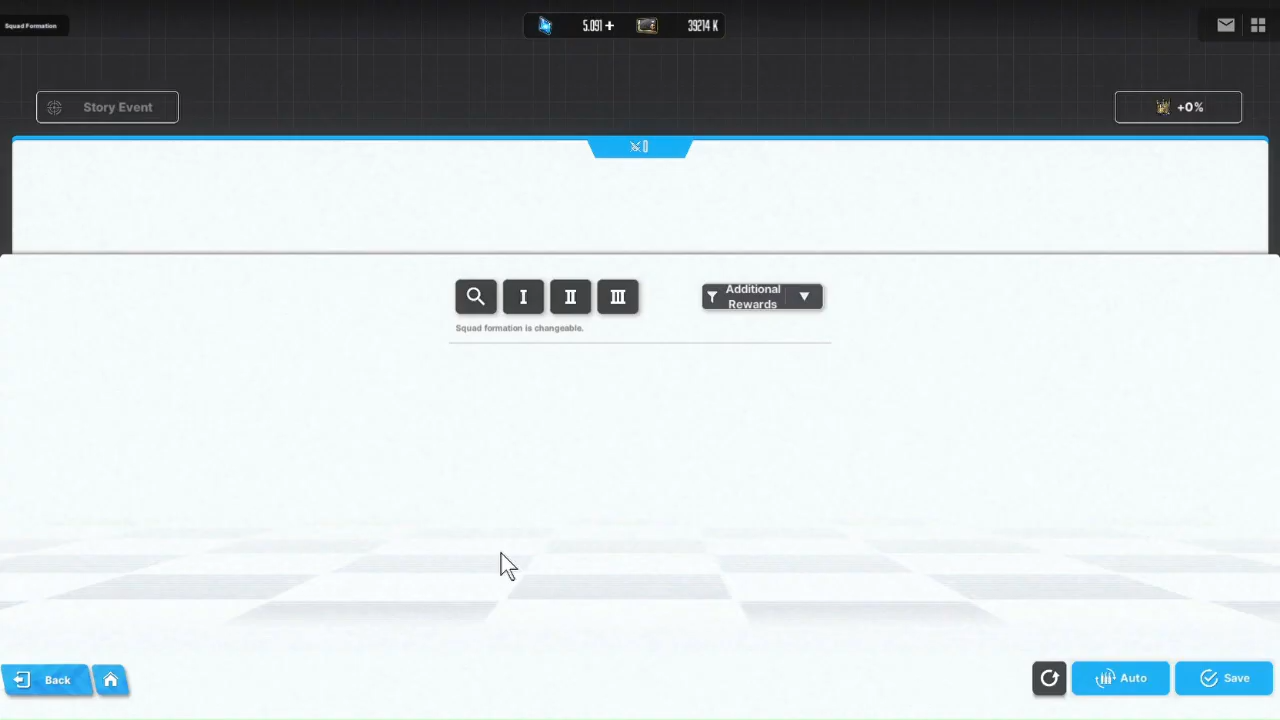 Squad Formation
5.091 +
39214 K
Story Event
+0%
0
I
II
III
Additional
Rewards
Squad formation is changeable.
Back
Auto
Save